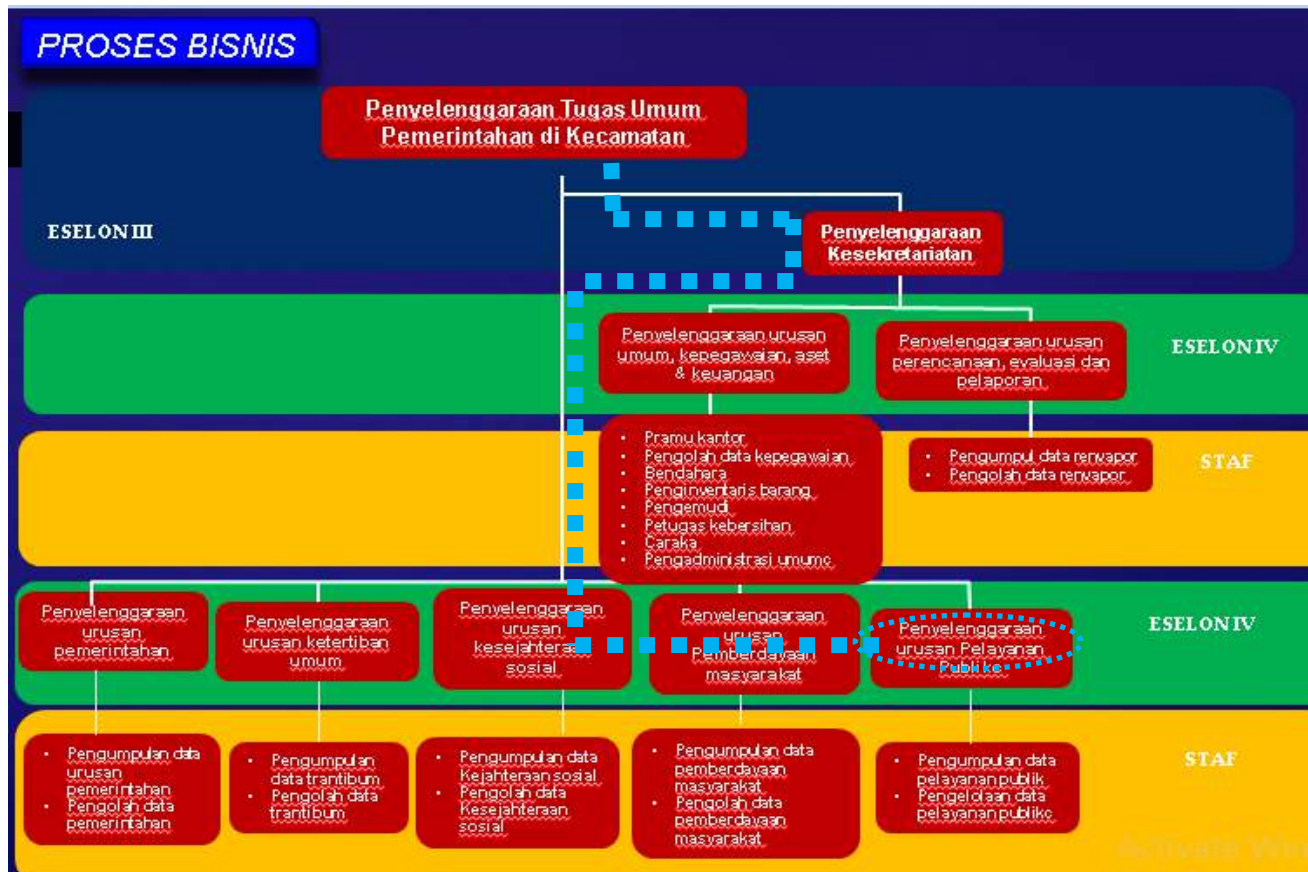 PROSES BISNIS
Penyelenggaraan Tugas Umum
Pemerintahan di Kecamatan
ESELON III
Penyelenggaraan
Kesekretariatan
Penyelenggaraan urusan
umum, kepegawaian, aset
& keuangan
Penyelenggaraan urusan
perencanaan, evaluasi dan
pelaporan
ESELON IV
• Pramu kantor
• Pengolah data kepegawaian
• Bendahara
• Penginventaris barang
• Pengemudi
• Petugas kebersihan
• Caraka
• Pengadministrasi umumc
• Pengumpul data renvapor
• Pengolah data renvapor
STAF
Penyelenggaraan
urusan
pemerintahan
Penyelenggaraan
urusan ketertiban
umum
Penyelenggaraan
urusan
kesejahteraan
sosial
Penyelenggaraan
urusan
Pemberdayaan
masyarakat
Penyelenggaraan
urusan Pelayanan
Publikc
ESELON IV
• Pengumpulan data
urusan
pemerintahan
• Pengolah data
pemerintahan
• Pengumpulan
data trantibum
• Pengolah data
trantibum
• Pengumpulan data
Kejahteraan sosial
• Pengolah data
Kesejahteraan
sosial
• Pengumpulan data
pemberdayaan
masyarakat
• Pengolah data
pemberdayaan
masyarakat
• Pengumpulan data
pelayanan publik
• Pengelolaan data
pelayanan publikc
STAF
Activate Wi